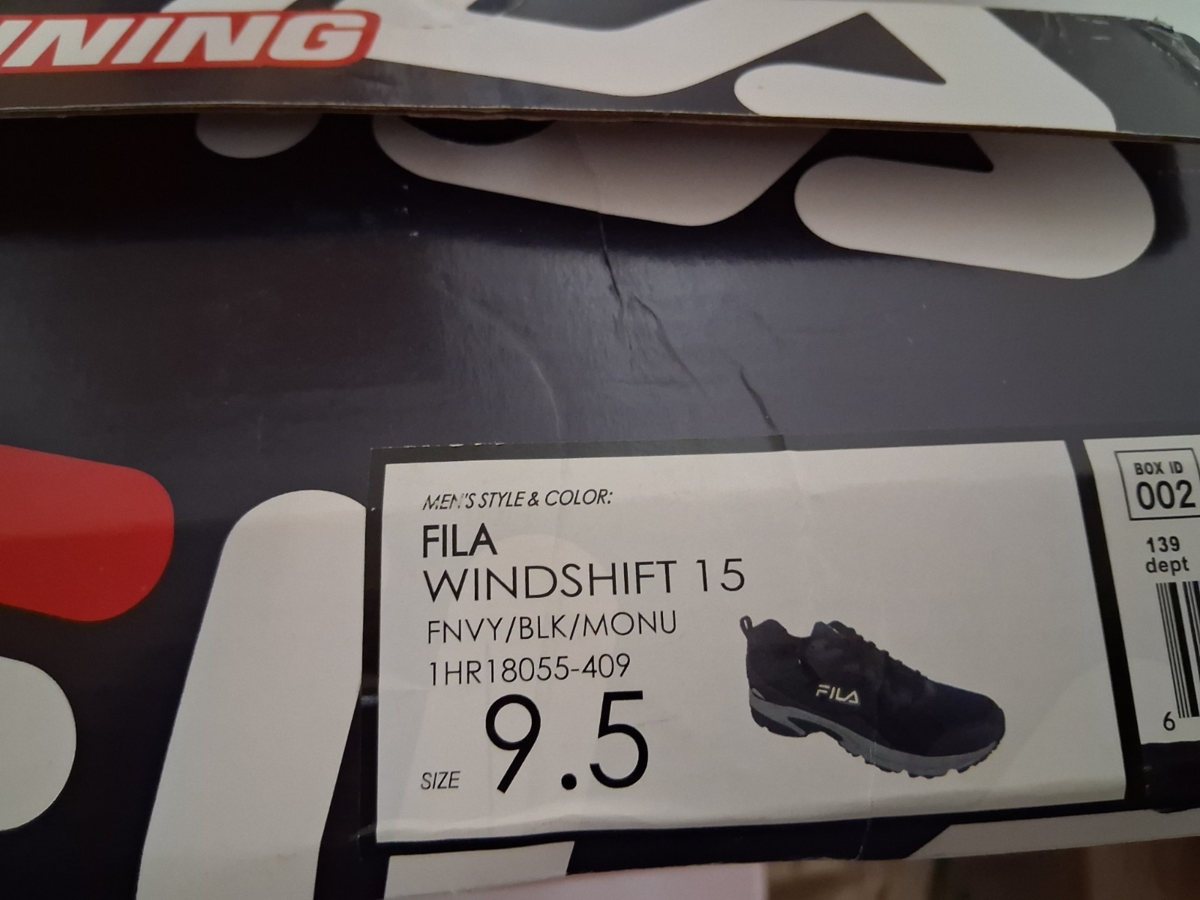 NING
MEN'S STYLE & COLOR:
FILA
WINDSHIFT 15
FNVY/BLK/MONU
1HR18055-409
SIZE 9.5
FILA
BOX ID
002
139
dept
6